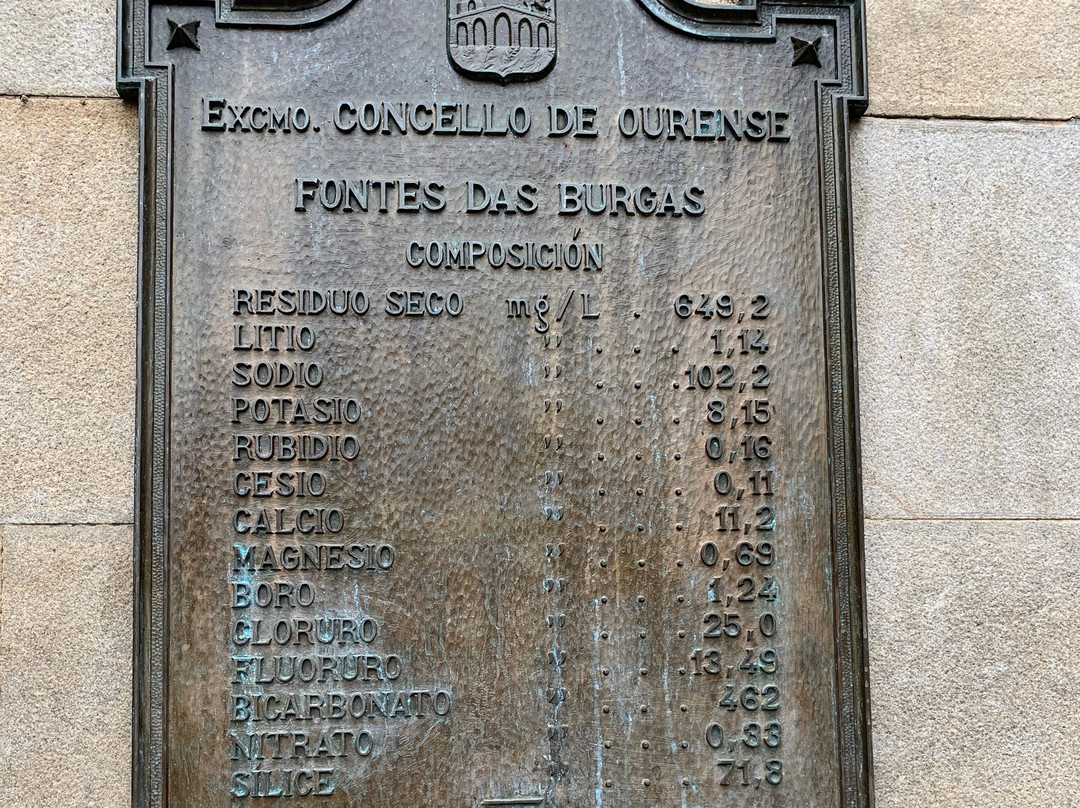 Excmo. CONCELLO DE OURENSE
FONTES DAS BURGAS
COMPOSICIÓN
RESIDUO SECO mg/L . 649,2
LITIO " . . . 1,14
SODIO " . . . 102,2
POTASIO " . . . 8,15
RUBIDIO " . . . 0,16
CESIO " . . . 0,11
CALCIO " . . . 11,2
MAGNESIO " . . . 0,69
BORO " . . . 1,24
CLORURO " . . . 25,0
FLUORURO " . . . 13,49
BICARBONATO " . . . 462
NITRATO " . . . 0,33
SILICE " . . . 71,8